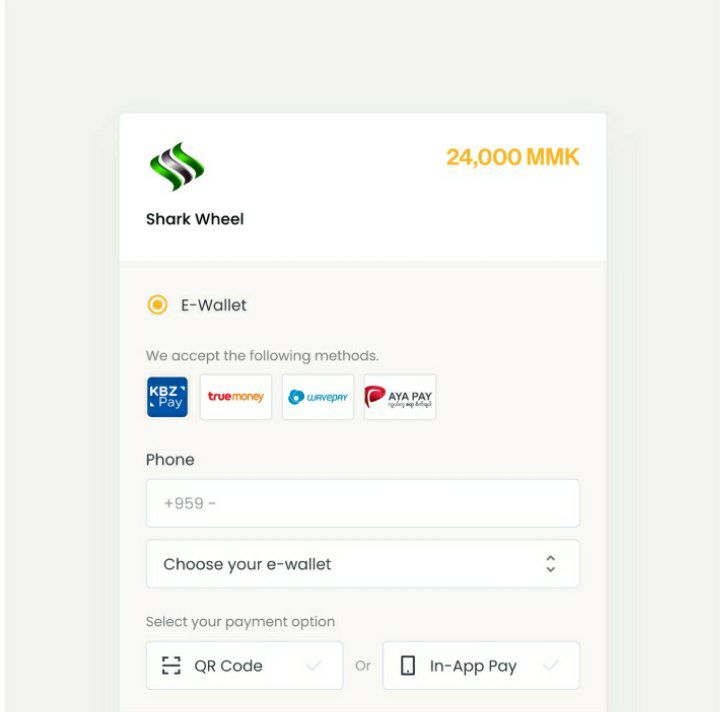 24,000 MMK
Shark Wheel
E-Wallet
We accept the following methods.
KBZ
Pay
truemoney
wavepay
AYA PAY
Phone
+959 -
Choose your e-wallet
Select your payment option
QR Code
Or
In-App Pay